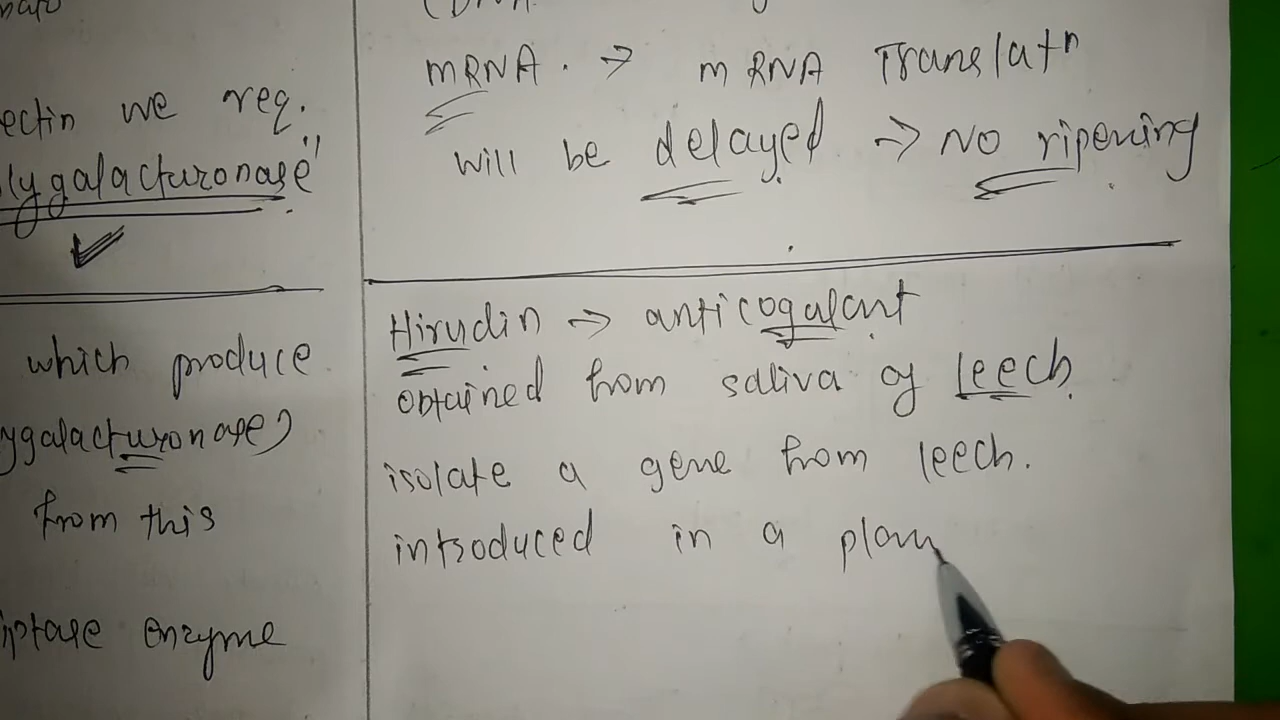 ectin we req.
lygalacturonase"
which produce
ygalacturonase)
from this
iptase enzyme
mRNA. → mRNA Translatⁿ
will be delayed → No ripening
Hirudin → anticogalant
obtained from saliva of leech.
isolate a gene from leech.
introduced in a plan